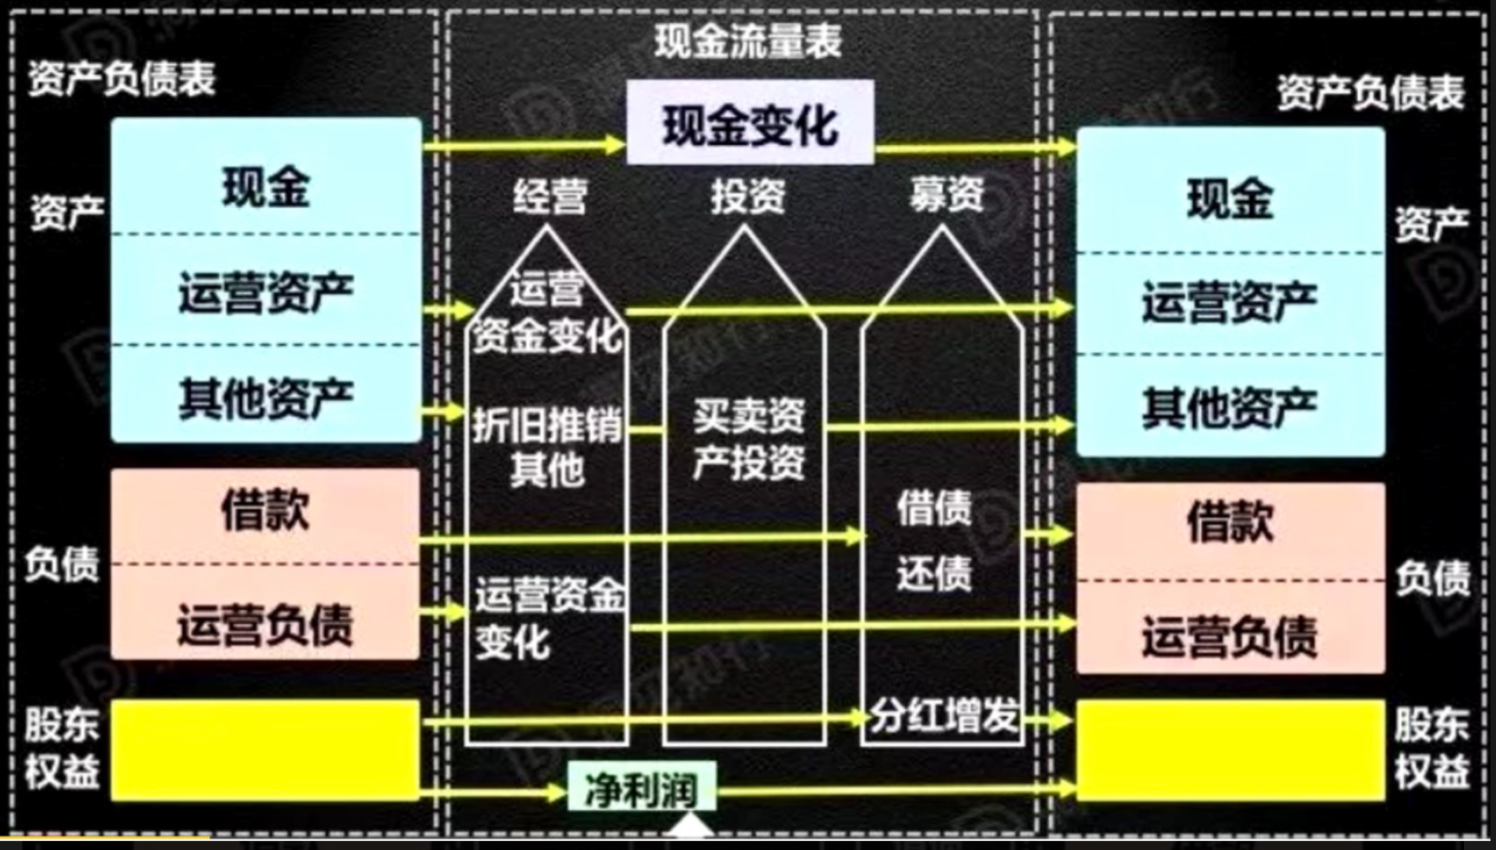 资产负债表
资产
现金
运营资产
其他资产
负债
借款
运营负债
股东
权益
现金流量表
现金变化
经营
运营
资金变化
折旧推销
其他
运营资金
变化
投资
买卖资
产投资
募资
借债
还债
分红增发
净利润
资产负债表
现金
资产
运营资产
其他资产
借款
负债
运营负债
股东
权益